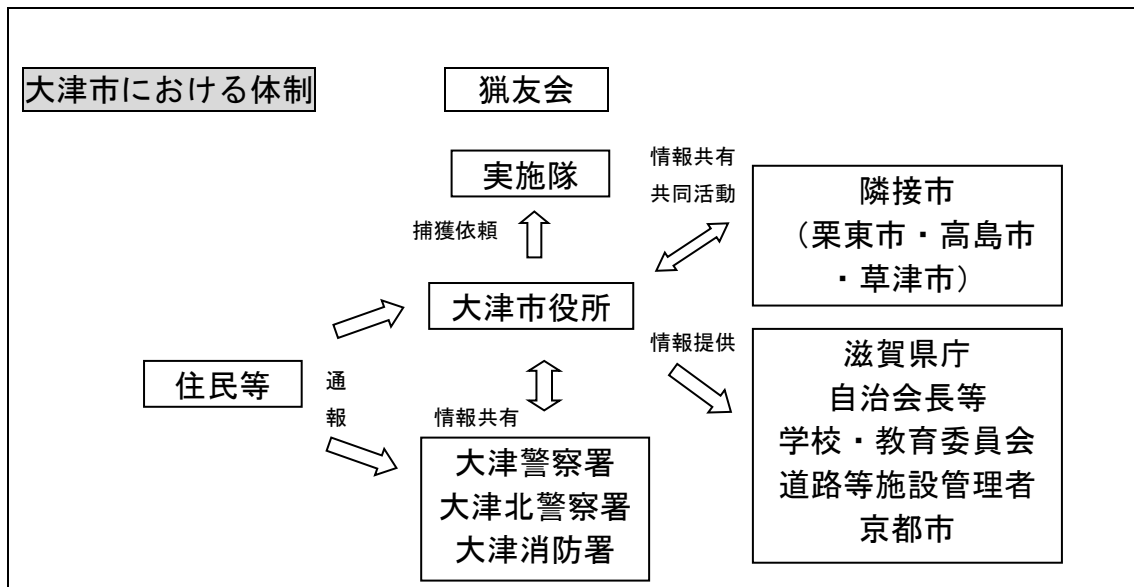 大津市における体制
猟友会
実施隊
情報共有
共同活動
隣接市
（栗東市・高島市
・草津市）
捕獲依頼
大津市役所
情報提供
滋賀県庁
自治会長等
学校・教育委員会
道路等施設管理者
京都市
住民等
通
報
情報共有
大津警察署
大津北警察署
大津消防署